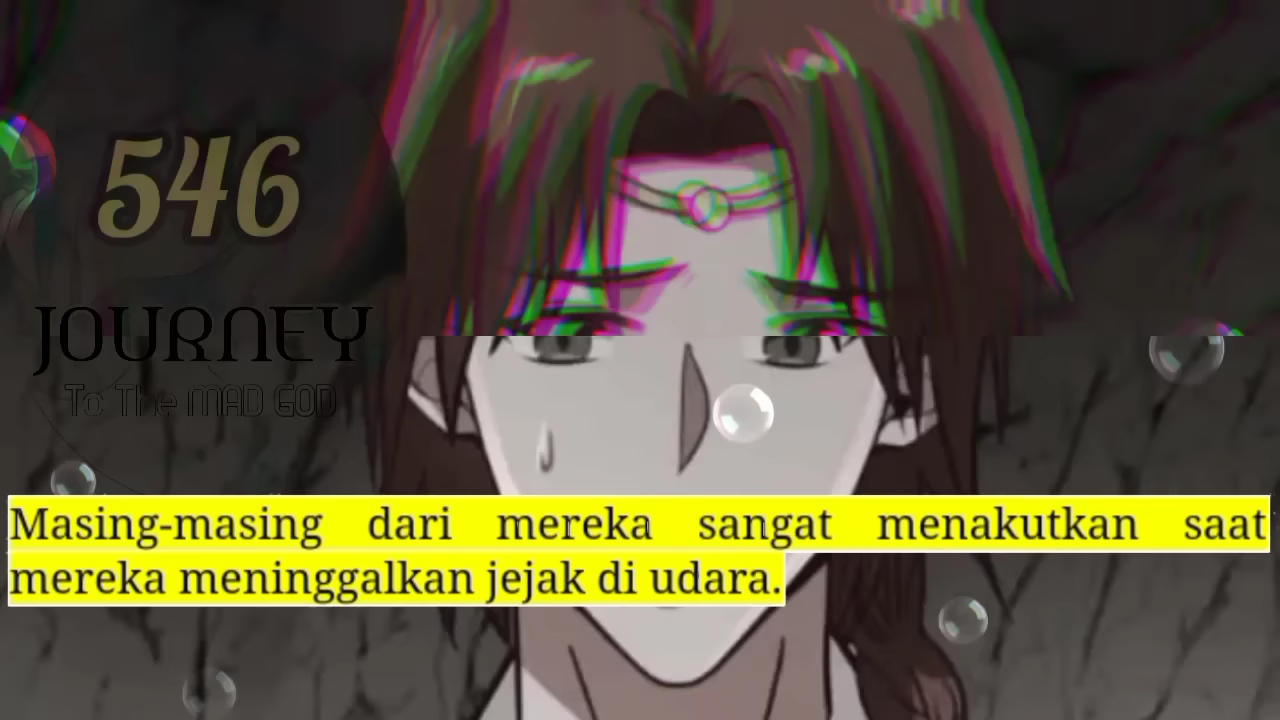 546
JOURNEY
To The MAD GOD
Masing-masing dari mereka sangat menakutkan saat
mereka meninggalkan jejak di udara.